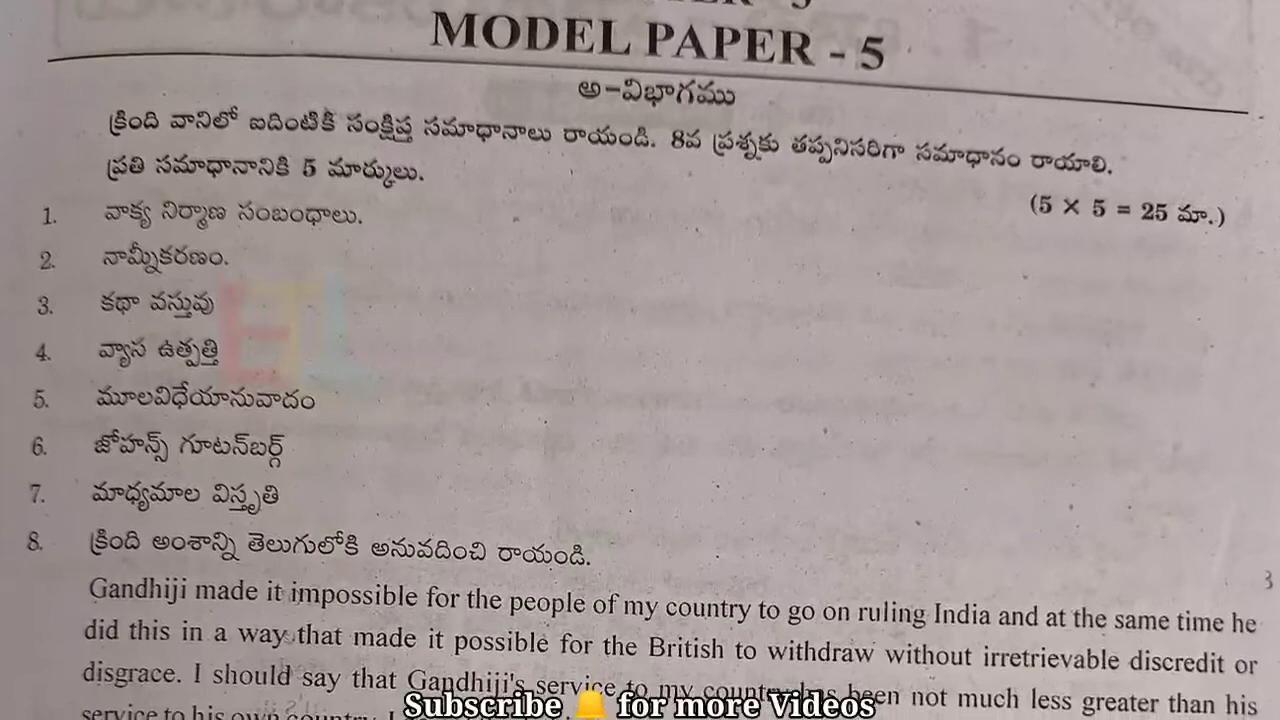 MODEL PAPER - 5
అ-విభాగము
క్రింది వానిలో ఐదింటికి సంక్షిప్త సమాధానాలు రాయండి. 8వ ప్రశ్నకు తప్పనిసరిగా సమాధానం రాయాలి.
ప్రతి సమాధానానికి 5 మార్కులు.
(5 × 5 = 25 మా.)
1. వాక్య నిర్మాణ సంబంధాలు.
2. నామ్నీకరణం.
3. కథా వస్తువు
4. వ్యాస ఉత్పత్తి
5. మూలవిధేయానువాదం
6. జోహన్స్ గూటన్‌బర్గ్
7. మాధ్యమాల విస్తృతి
8. క్రింది అంశాన్ని తెలుగులోకి అనువదించి రాయండి.
3
Gandhiji made it impossible for the people of my country to go on ruling India and at the same time he
did this in a way that made it possible for the British to withdraw without irretrievable discredit or
disgrace. I should say that Gandhiji's service to my country has been not much less greater than his
service to his own country. I
Subscribe 🔔 for more Videos